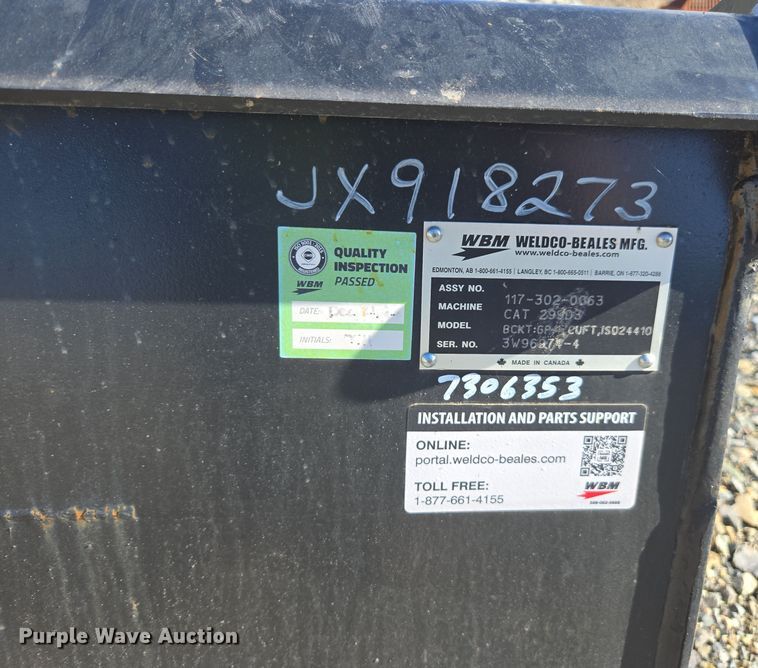 JX918273
QUALITY
INSPECTION
PASSED
WBM
DATE:
INITIALS:
WBM WELDCO-BEALES MFG.
www.weldco-beales.com
EDMONTON, AB 1-800-661-4155 | LANGLEY, BC 1-800-665-0511 | BARRIE, ON 1-877-320-4288
ASSY NO. 117-302-0063
MACHINE CAT 299D3
MODEL CUFT,ISO24410
SER. NO.
MADE IN CANADA
7306353
INSTALLATION AND PARTS SUPPORT
ONLINE:
portal.weldco-beales.com
TOLL FREE:
1-877-661-4155
WBM
Purple Wave Auction